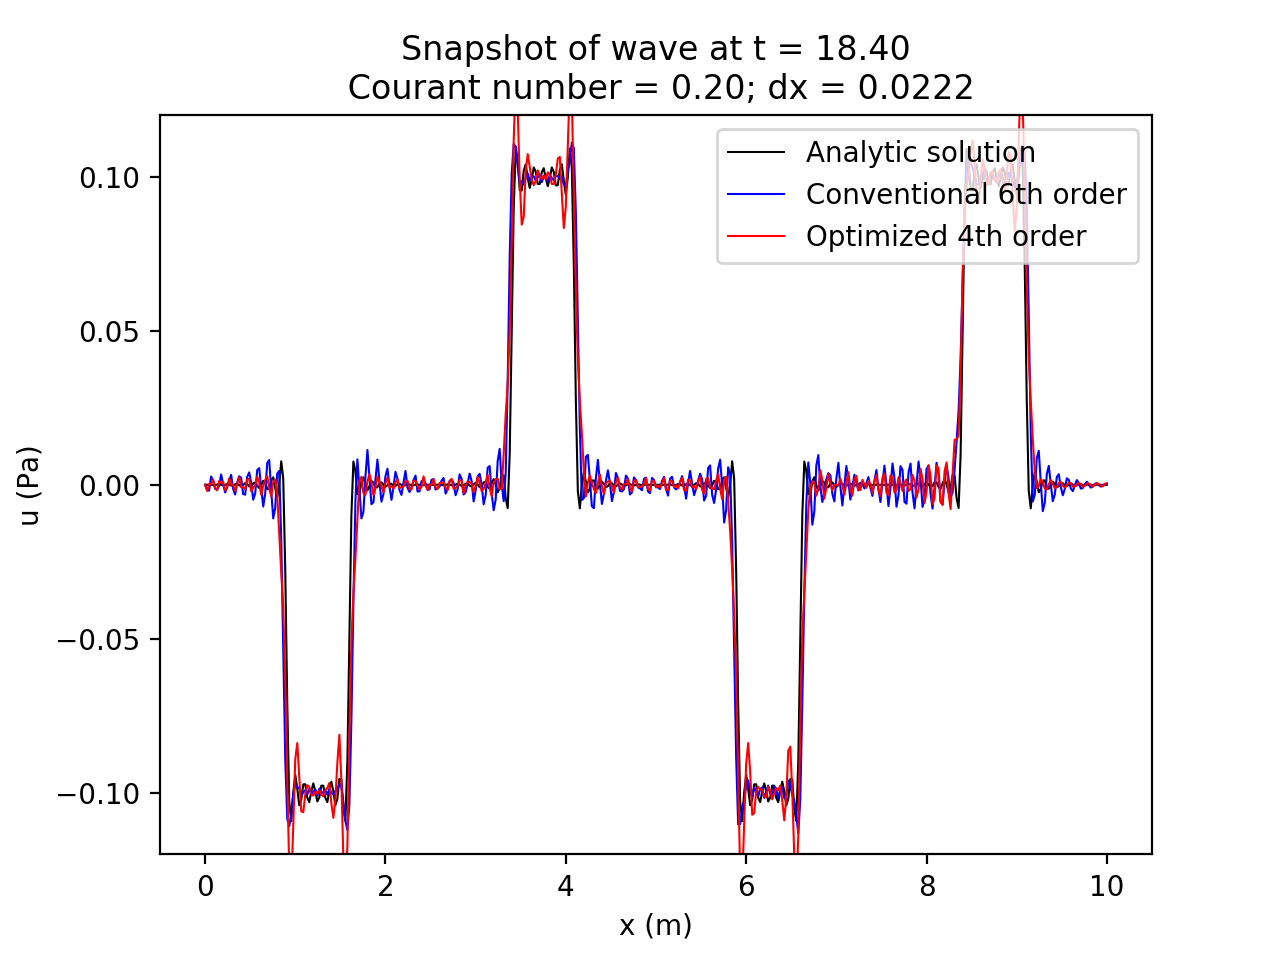 Snapshot of wave at t = 18.40
Courant number = 0.20; dx = 0.0222
Analytic solution
Conventional 6th order
Optimized 4th order
0.10
0.05
0.00
−0.05
−0.10
u (Pa)
0 2 4 6 8 10
x (m)